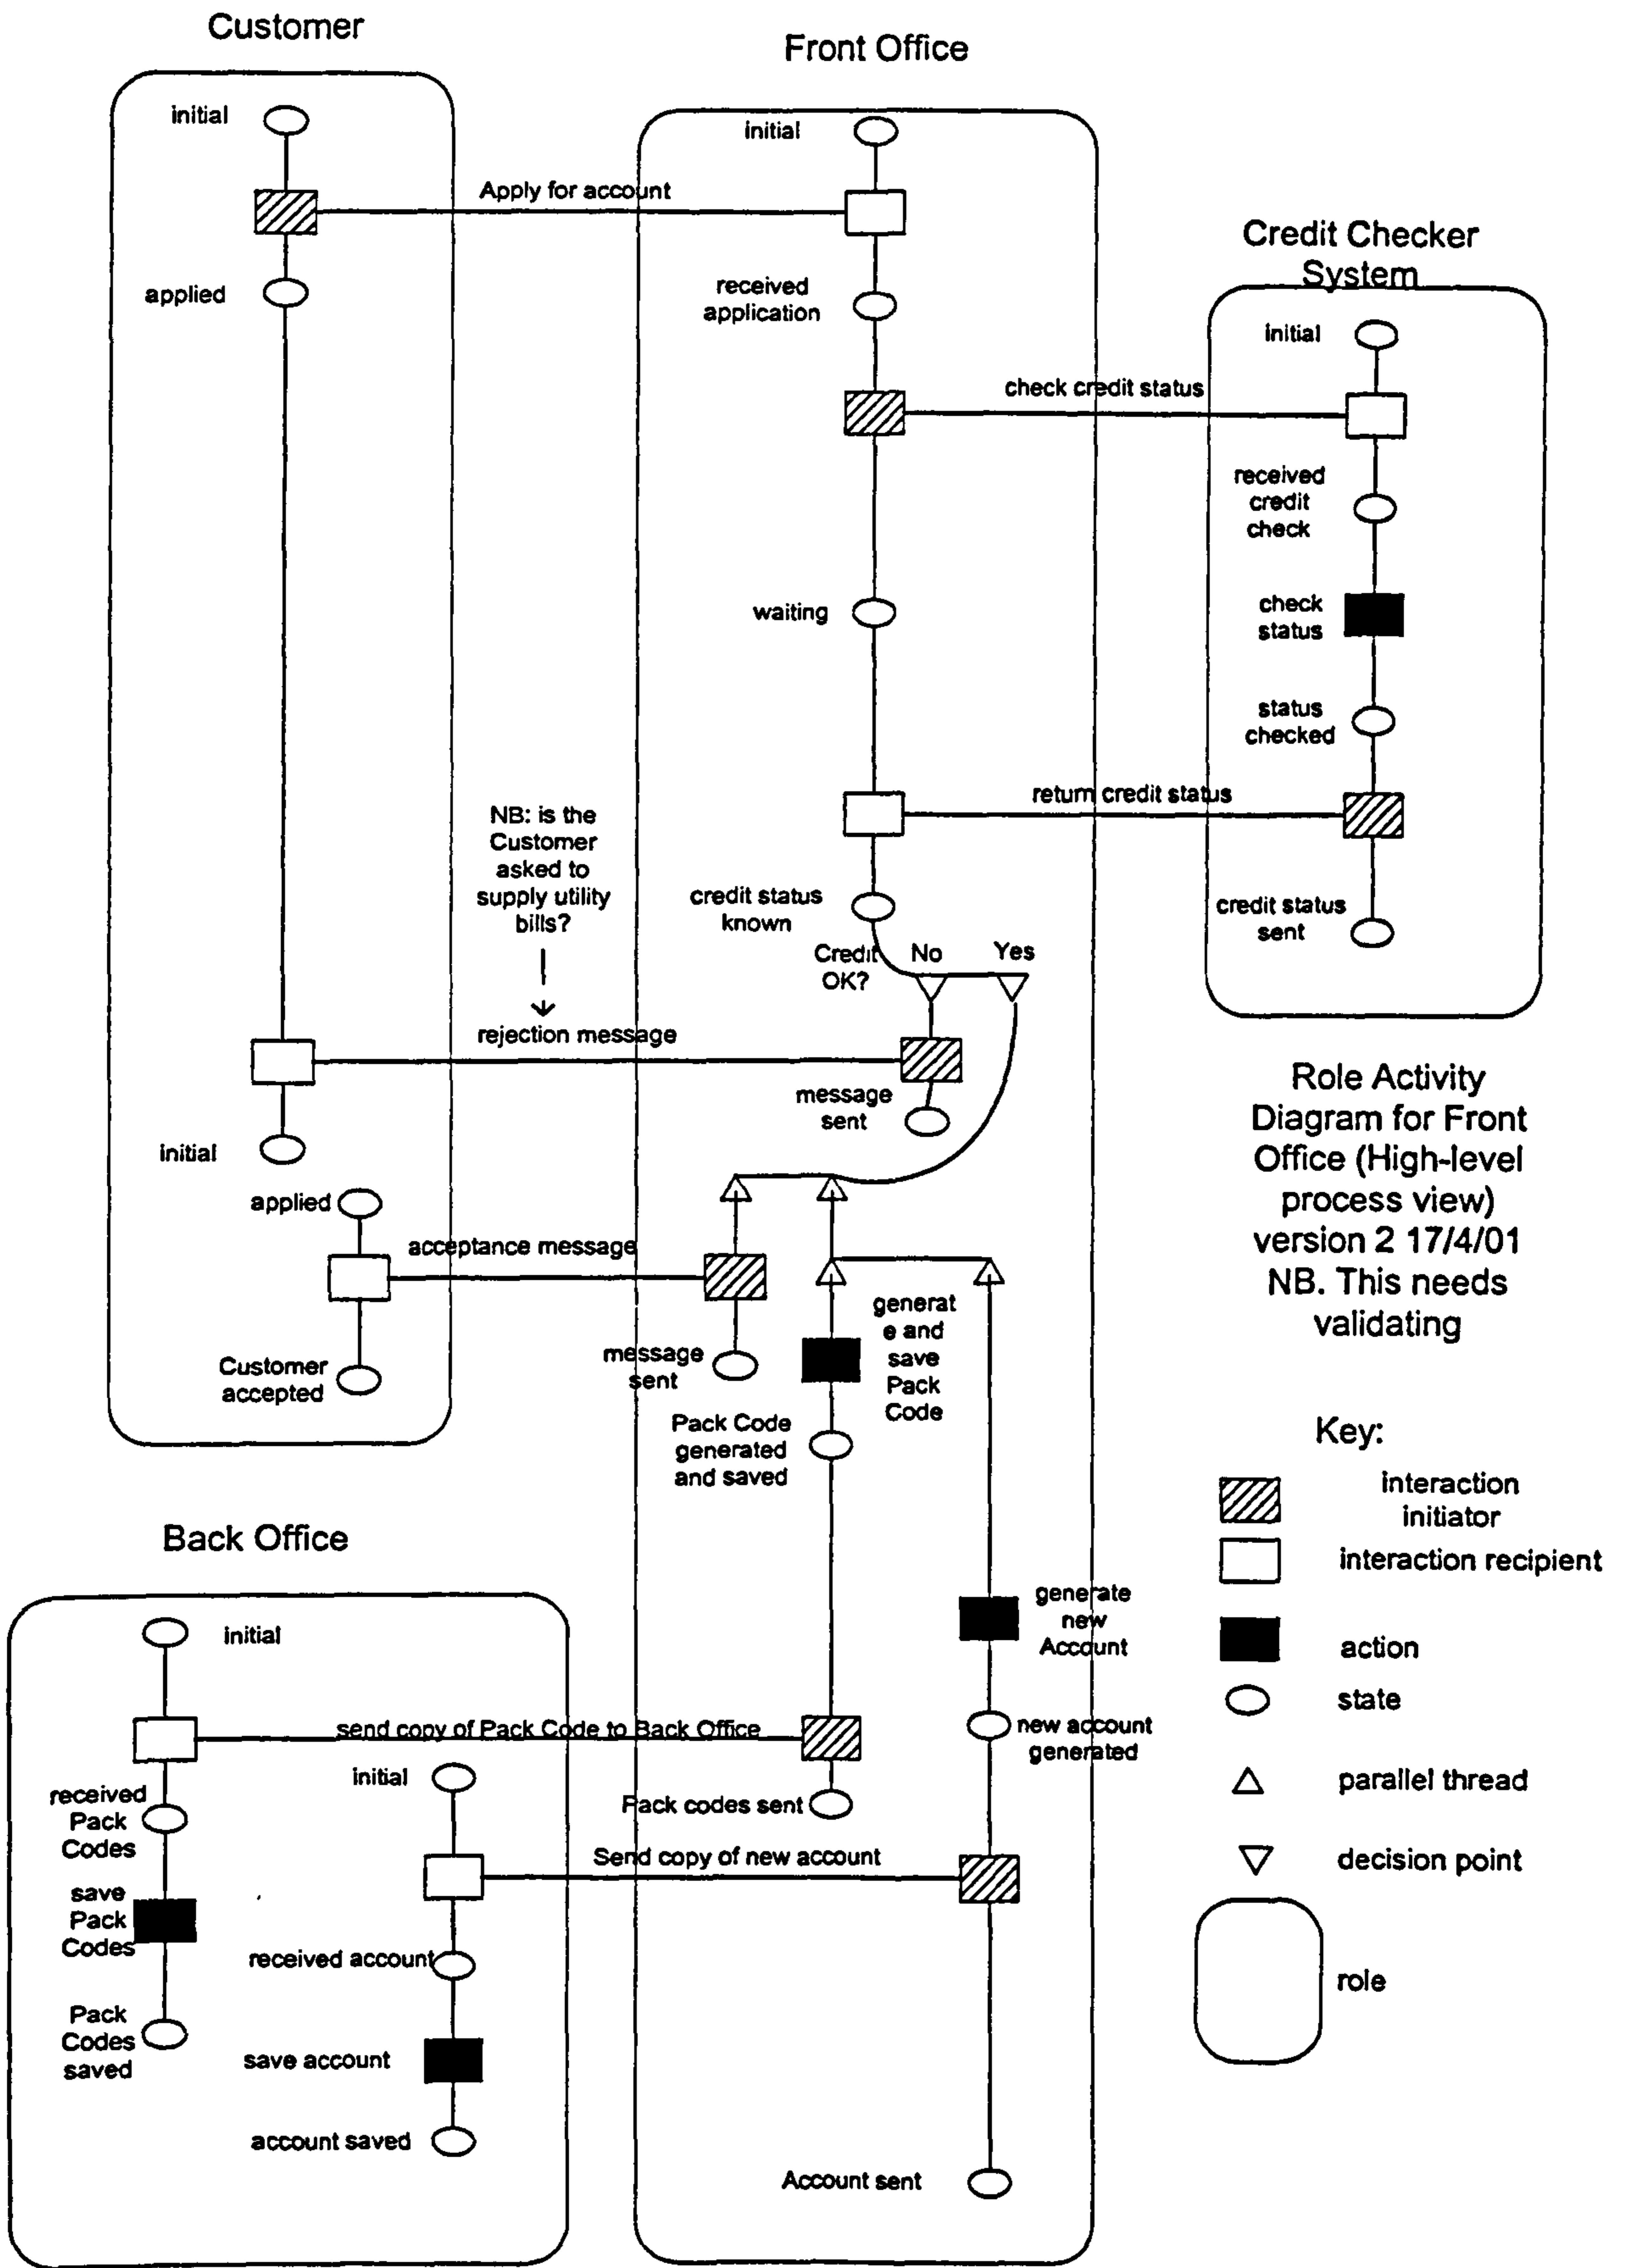 Customer
Front Office
initial
initial
Apply for account
Credit Checker
System
applied
received
application
initial
check credit status
received
credit
check
waiting
check
status
status
checked
return credit status
NB: is the
Customer
asked to
supply utility
bills?
credit status
known
credit status
sent
Credit
OK?
No
Yes
rejection message
message
sent
initial
Role Activity
Diagram for Front
Office (High-level
process view)
version 2 17/4/01
NB. This needs
validating
applied
acceptance message
generat
e and
save
Pack
Code
message
sent
Customer
accepted
Pack Code
generated
and saved
Key:
interaction
initiator
interaction recipient
action
state
parallel thread
decision point
role
Back Office
initial
generate
new
Account
send copy of Pack Code to Back Office
new account
generated
initial
received
Pack
Codes
Pack codes sent
Send copy of new account
save
Pack
Codes
received account
Pack
Codes
saved
save account
account saved
Account sent